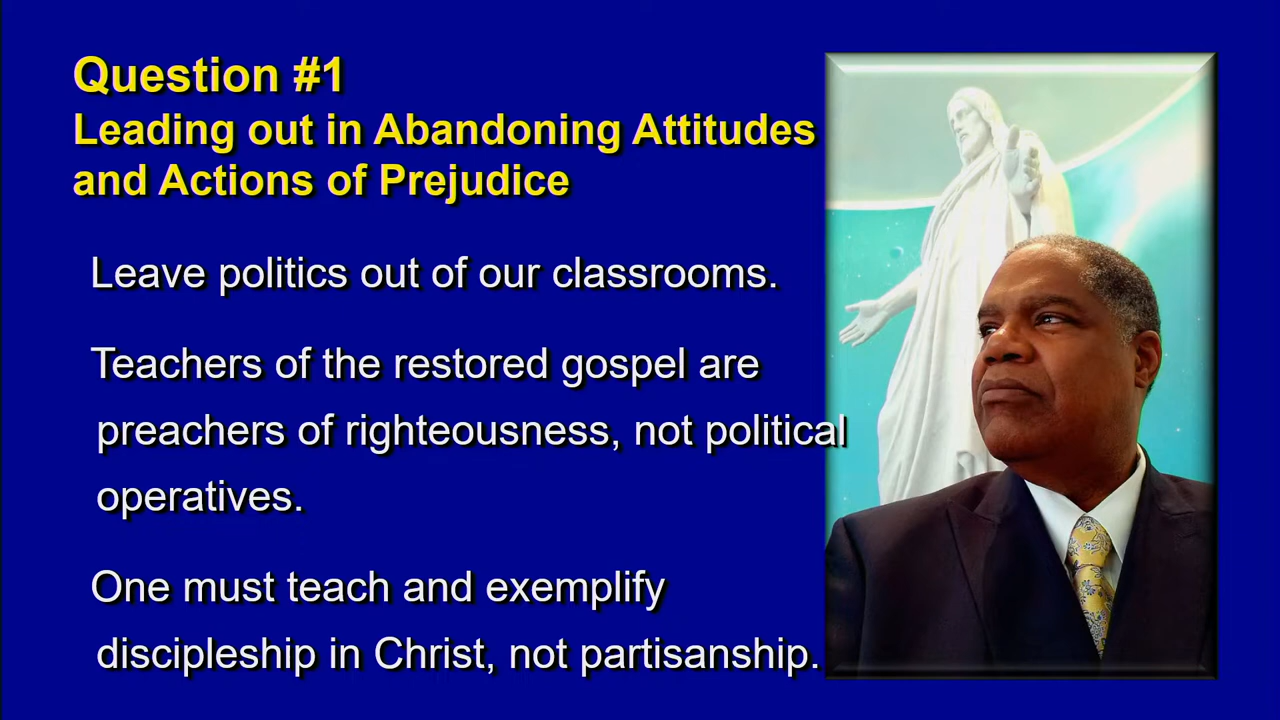 Question #1
Leading out in Abandoning Attitudes
and Actions of Prejudice
Leave politics out of our classrooms.
Teachers of the restored gospel are
preachers of righteousness, not political
operatives.
One must teach and exemplify
discipleship in Christ, not partisanship.